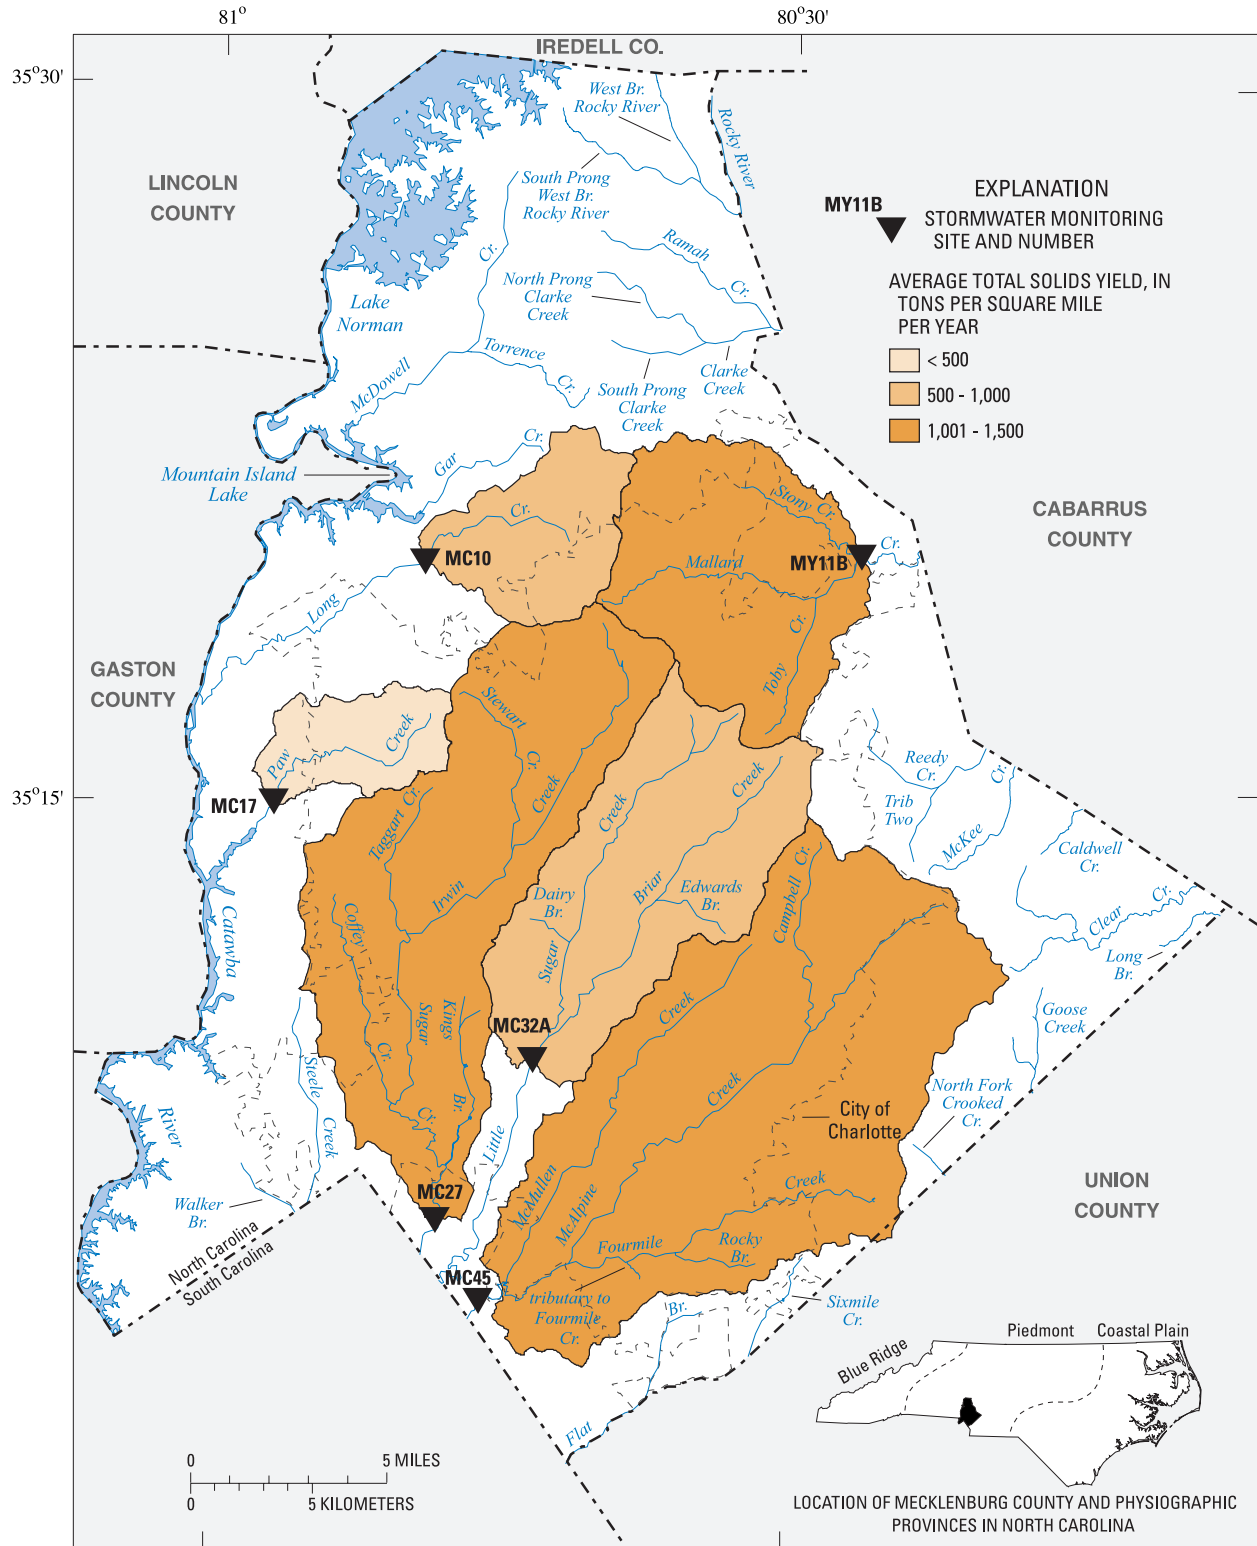 81°
80°30'
IREDELL CO.
35°30'
West Br.
Rocky River
Rocky River
LINCOLN
COUNTY
South Prong
West Br.
Rocky River
EXPLANATION
MY11B
STORMWATER MONITORING
SITE AND NUMBER
Cr.
Ramah
Cr.
North Prong
Clarke
Creek
AVERAGE TOTAL SOLIDS YIELD, IN
TONS PER SQUARE MILE
PER YEAR
Lake
Norman
< 500
Torrence
Cr.
McDowell
South Prong
Clarke
Creek
Clarke
Creek
500 - 1,000
1,001 - 1,500
Cr.
Gar
Mountain Island
Lake
Stony Cr.
Cr.
CABARRUS
COUNTY
MC10
Mallard
MY11B
Cr.
Long
Cr.
Toby
GASTON
COUNTY
Stewart
Cr.
Creek
Paw
Creek
Reedy
Cr.
Cr.
35°15'
MC17
Taggart Cr.
Creek
Creek
Trib
Two
McKee
Caldwell
Cr.
Campbell Cr.
Irwin
Dairy
Br.
Briar
Edwards
Br.
Coffey
Sugar
Clear
Cr.
Catawba
Long
Br.
Kings
Sugar
Creek
Goose
Creek
MC32A
Cr.
Steele
Creek
Creek
North Fork
Crooked
Cr.
City of
Charlotte
River
Cr.
Br.
Little
UNION
COUNTY
MC27
McMullen
McAlpine
Creek
Walker
Br.
North Carolina
South Carolina
Fourmile
Rocky
Br.
MC45
tributary to
Fourmile
Cr.
Br.
Sixmile
Cr.
Flat
Piedmont
Coastal Plain
Blue Ridge
0
5 MILES
0
5 KILOMETERS
LOCATION OF MECKLENBURG COUNTY AND PHYSIOGRAPHIC
PROVINCES IN NORTH CAROLINA